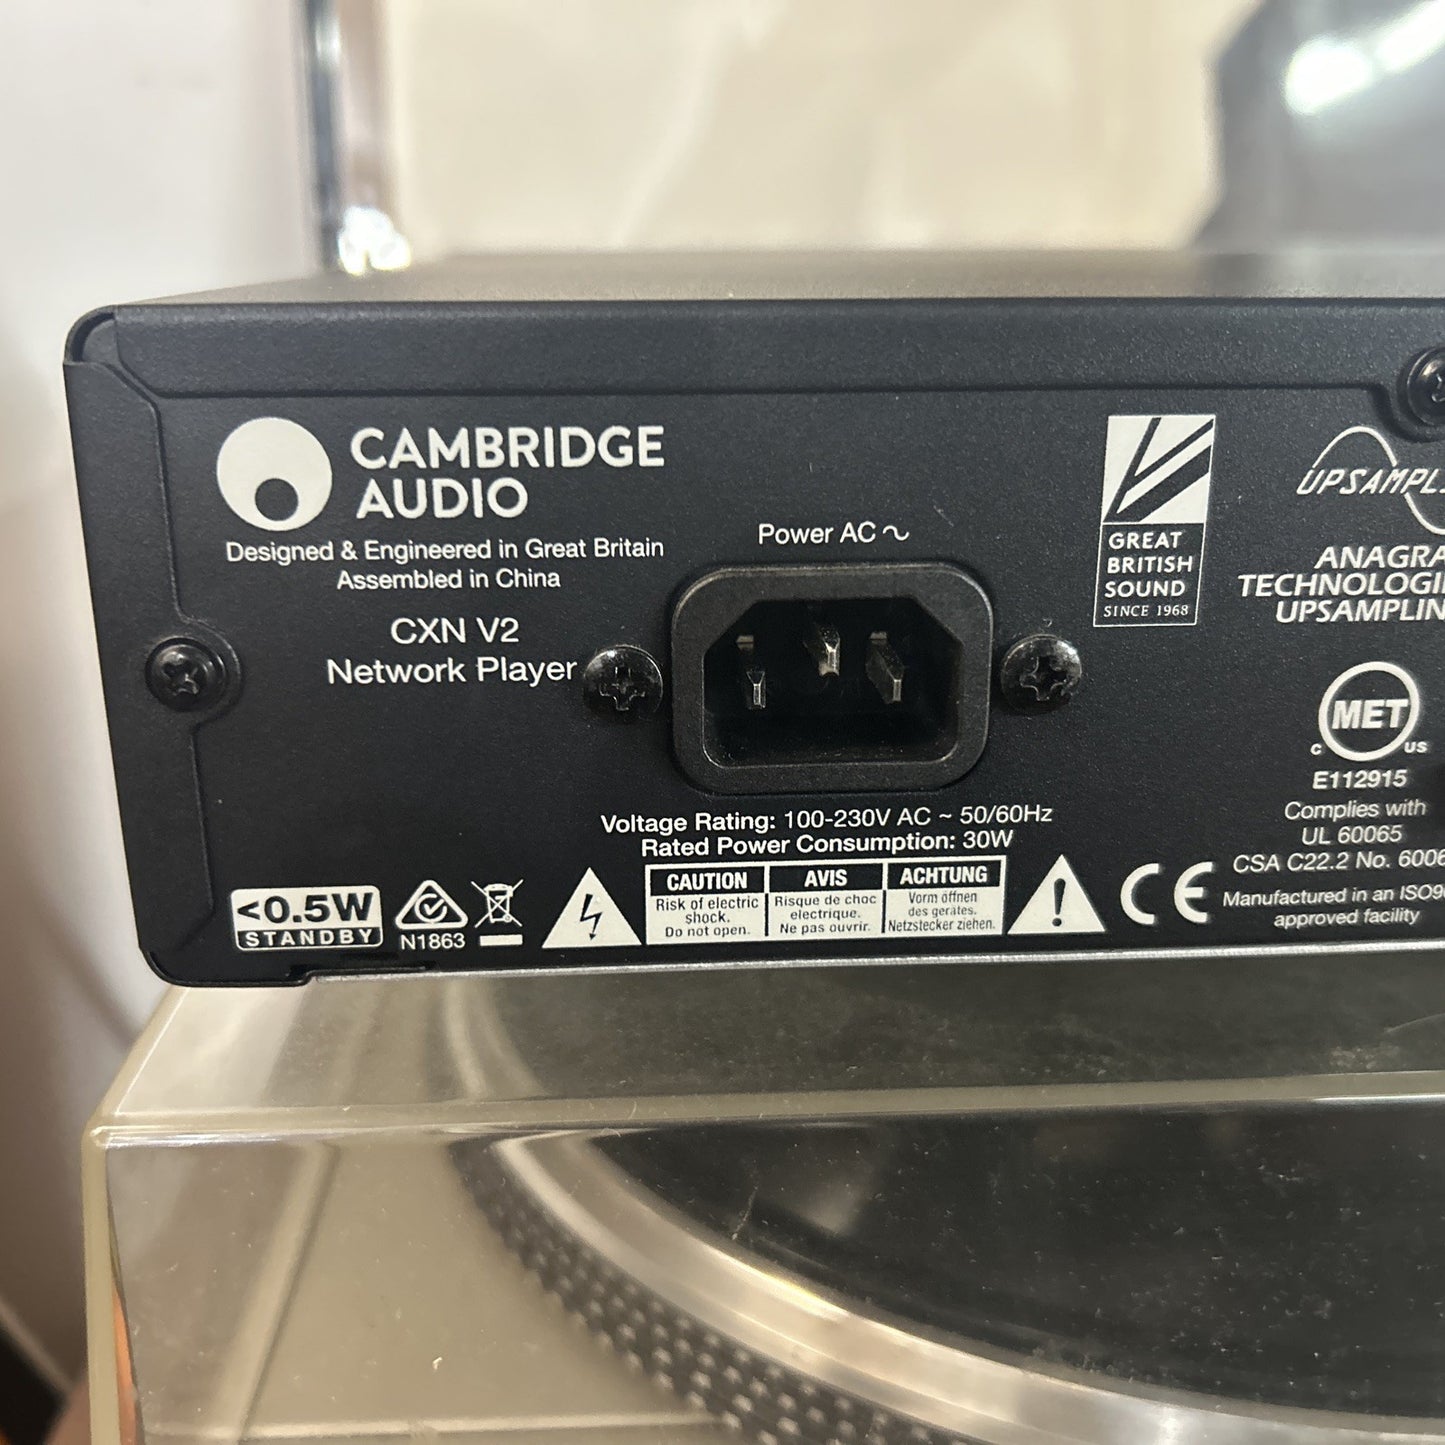 CAMBRIDGE
AUDIO
Designed & Engineered in Great Britain
Assembled in China
CXN V2
Network Player
Power AC ~
GREAT
BRITISH
SOUND
SINCE 1968
ANAGRA
TECHNOLOGI
UPSAMPLIN
MET
C US
E112915
Complies with
UL 60065
CSA C22.2 No. 6006
Manufactured in an ISO9
approved facility
Voltage Rating: 100-230V AC ~ 50/60Hz
Rated Power Consumption: 30W
<0.5W
STANDBY
N1863
CAUTION
Risk of electric
shock.
Do not open.
AVIS
Risque de choc
electrique.
Ne pas ouvrir.
ACHTUNG
Vorm öffnen
des gerätes.
Netzstecker ziehen.
CE